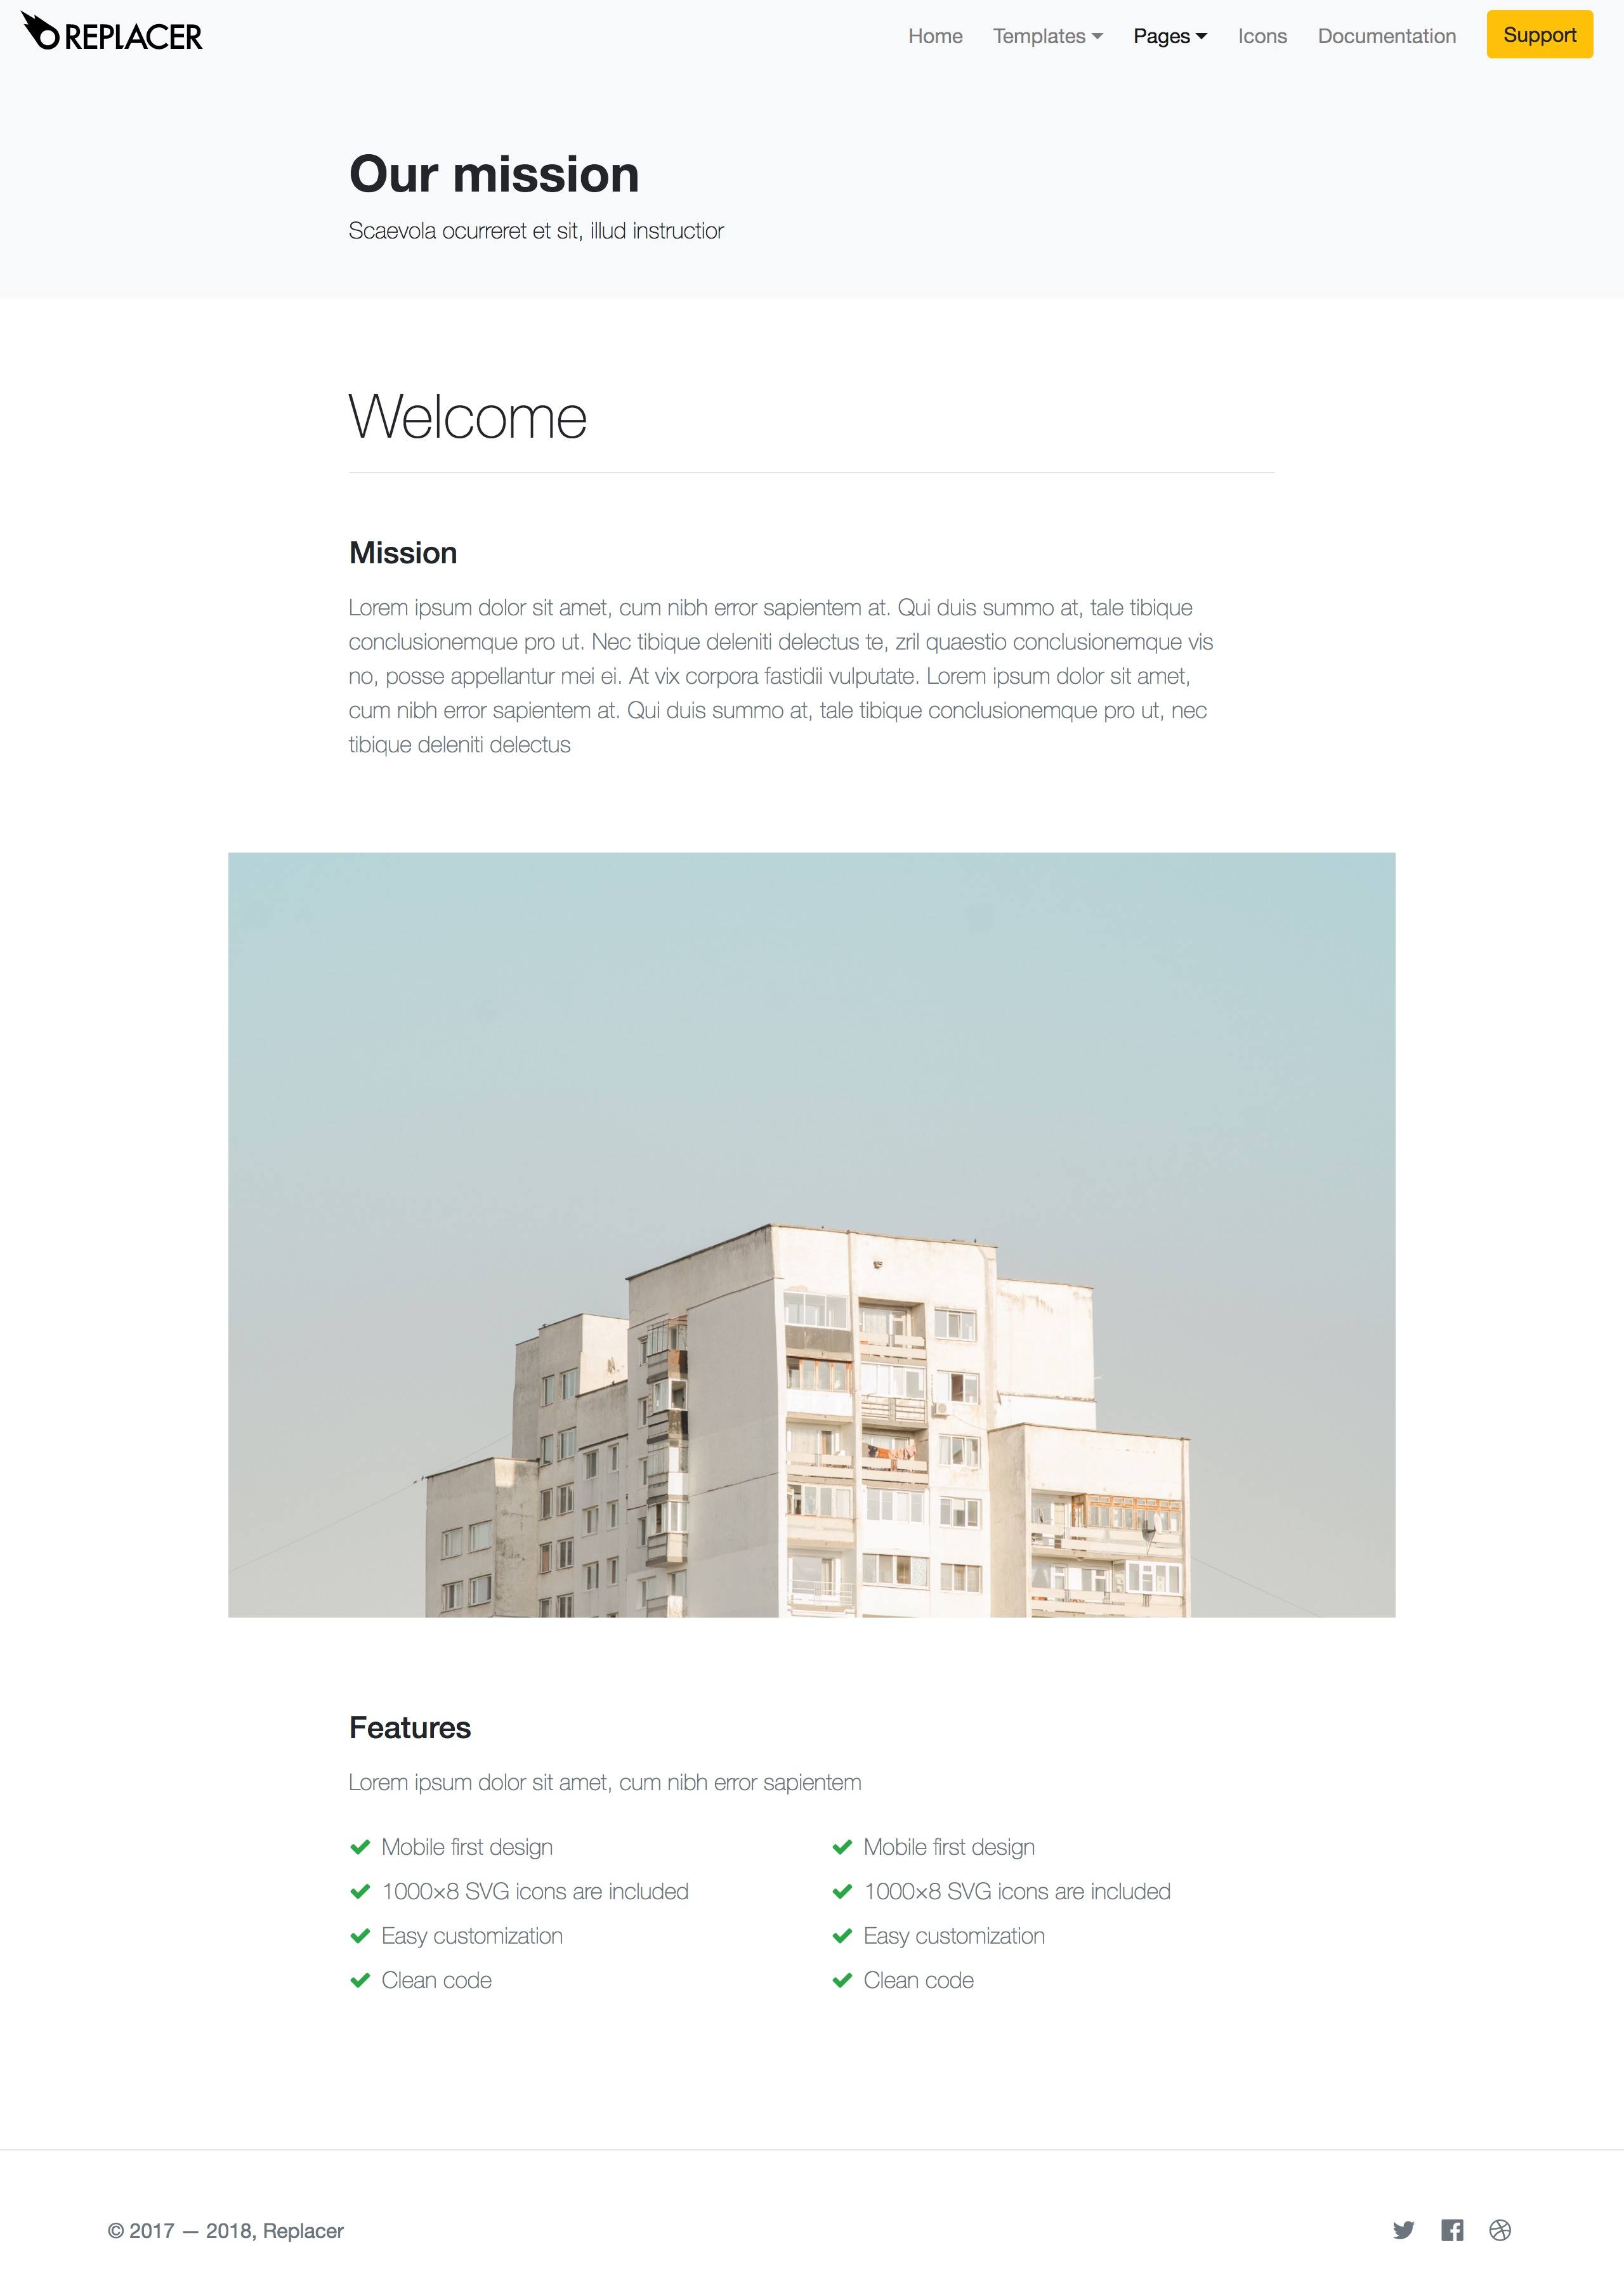 REPLACER
Home Templates Pages Icons Documentation Support
Our mission
Scaevola ocurreret et sit, illud instructior
Welcome
Mission
Lorem ipsum dolor sit amet, cum nibh error sapientem at. Qui duis summo at, tale tibique
conclusionemque pro ut. Nec tibique deleniti delectus te, zril quaestio conclusionemque vis
no, posse appellantur mei ei. At vix corpora fastidii vulputate. Lorem ipsum dolor sit amet,
cum nibh error sapientem at. Qui duis summo at, tale tibique conclusionemque pro ut, nec
tibique deleniti delectus
Features
Lorem ipsum dolor sit amet, cum nibh error sapientem
Mobile first design
1000×8 SVG icons are included
Easy customization
Clean code
Mobile first design
1000×8 SVG icons are included
Easy customization
Clean code
© 2017 — 2018, Replacer